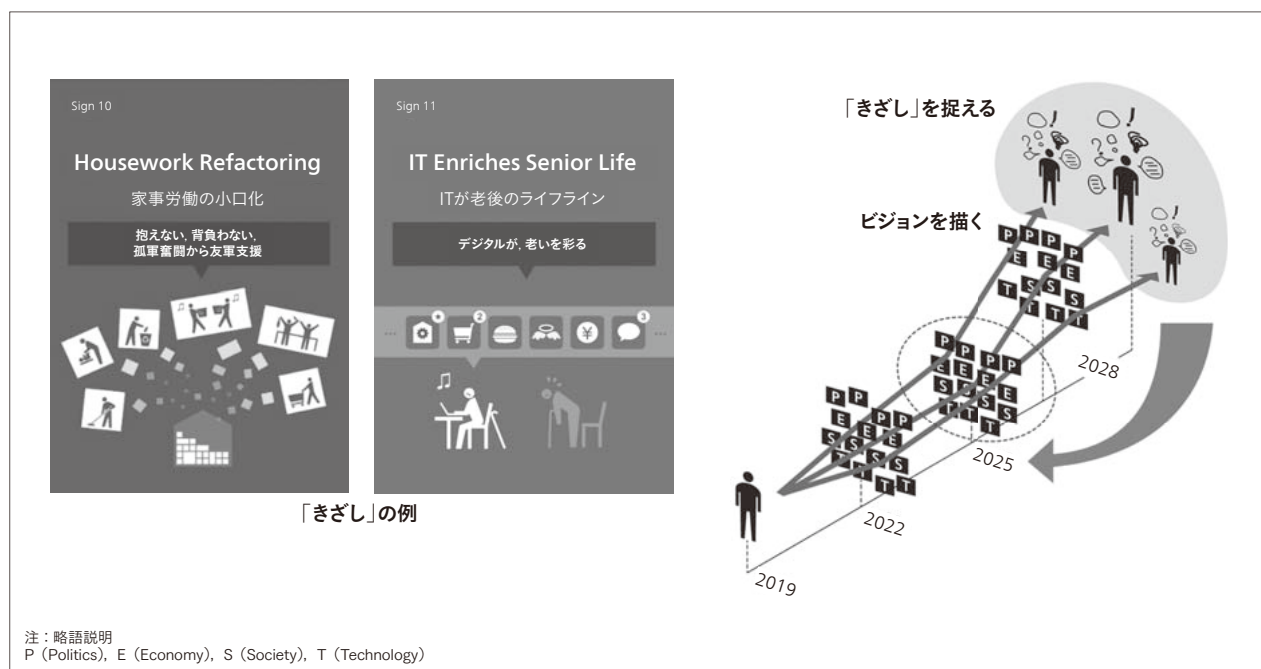 Sign 10
Housework Refactoring
家事労働の小口化
抱えない, 背負わない,
孤軍奮闘から友軍支援
Sign 11
IT Enriches Senior Life
ITが老後のライフライン
デジタルが, 老いを彩る
2
¥
3
「きざし」の例
「きざし」を捉える
ビジョンを描く
P P P P
E E E
T S S S
T T T
P P P P
E E E E
S S S S
T T T
P P
E P P
S S E E
T S S
T T T
2028
2025
2022
2019
注：略語説明
P（Politics）, E（Economy）, S（Society）, T（Technology）